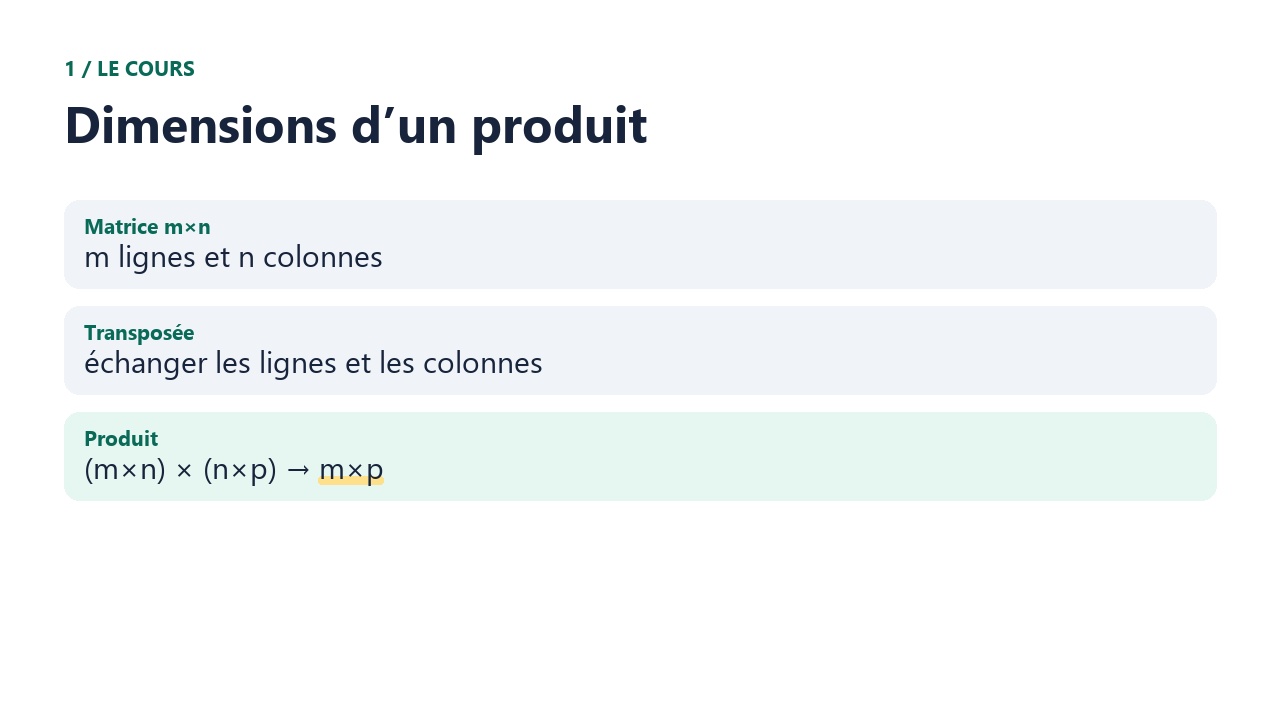 1 / LE COURS
Dimensions d’un produit
Matrice m×n
m lignes et n colonnes
Transposée
échanger les lignes et les colonnes
Produit
(m×n) × (n×p) → m×p